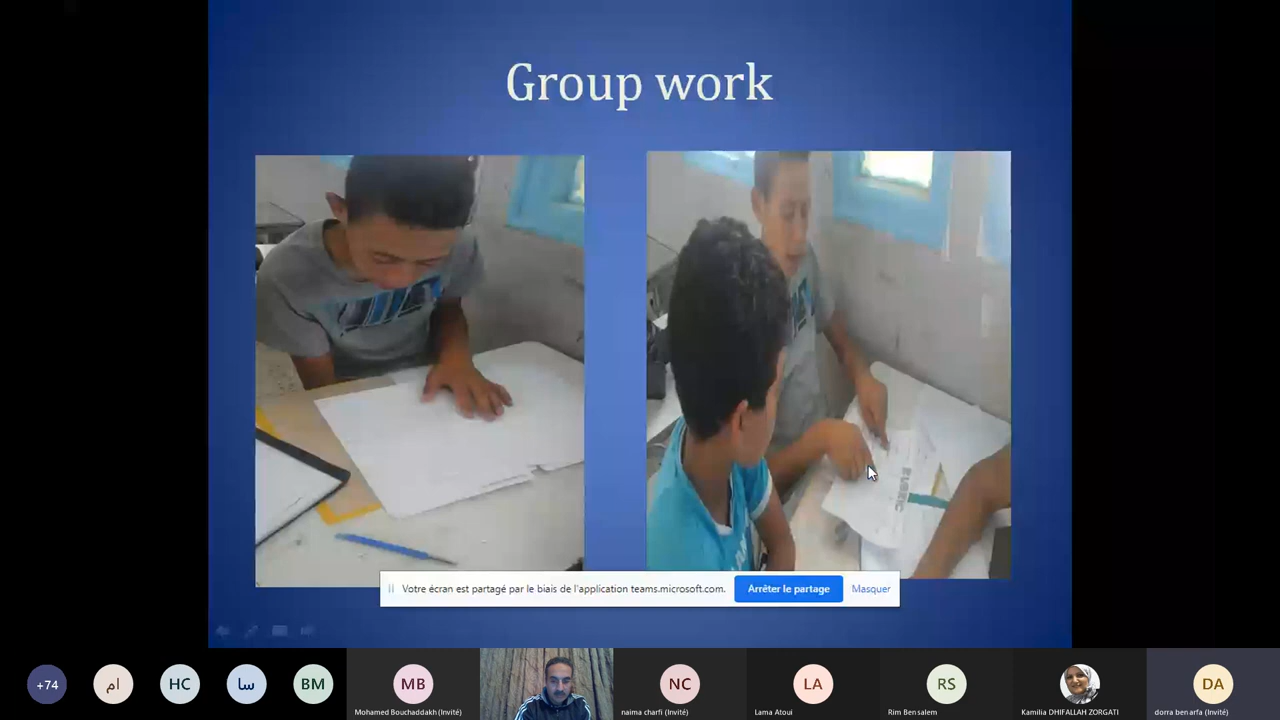 Group work
Votre écran est partagé par le biais de l'application teams.microsoft.com.
Arrêter le partage
Masquer
+74
ام
HC
سا
BM
MB
Mohamed Bouchaddakh (Invité)
NC
naima charfi (Invité)
LA
Lama Atoui
RS
Rim Ben salem
Kamilia DHIFALLAH ZORGATI
DA
dorra ben arfa (Invité)